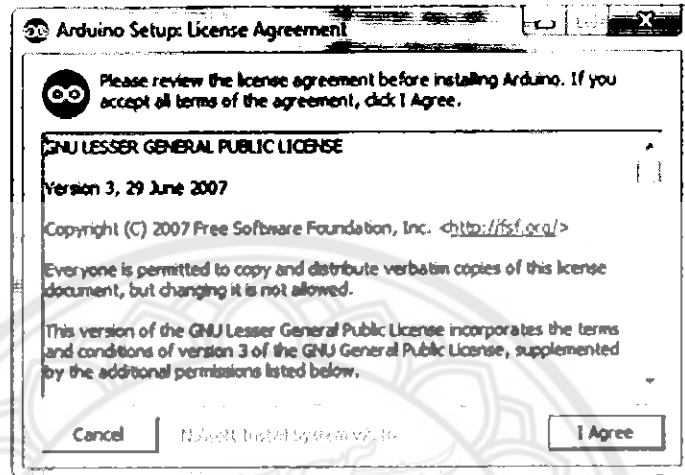 Arduino Setup: License Agreement
Please review the license agreement before installing Arduino. If you
accept all terms of the agreement, click I Agree.
GNU LESSER GENERAL PUBLIC LICENSE
Version 3, 29 June 2007
Copyright (C) 2007 Free Software Foundation, Inc. <http://fsf.org/>
Everyone is permitted to copy and distribute verbatim copies of this license
document, but changing it is not allowed.
This version of the GNU Lesser General Public License incorporates the terms
and conditions of version 3 of the GNU General Public License, supplemented
by the additional permissions listed below.
Cancel
I Agree